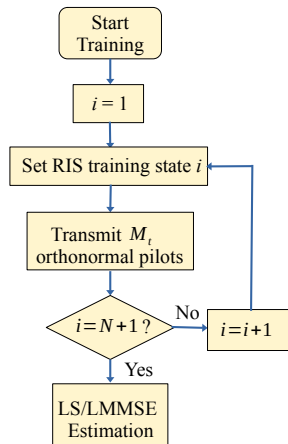 Start
Training
i = 1
Set RIS training state i
Transmit M_t
orthonormal pilots
i=N+1 ?
No
i=i+1
Yes
LS/LMMSE
Estimation